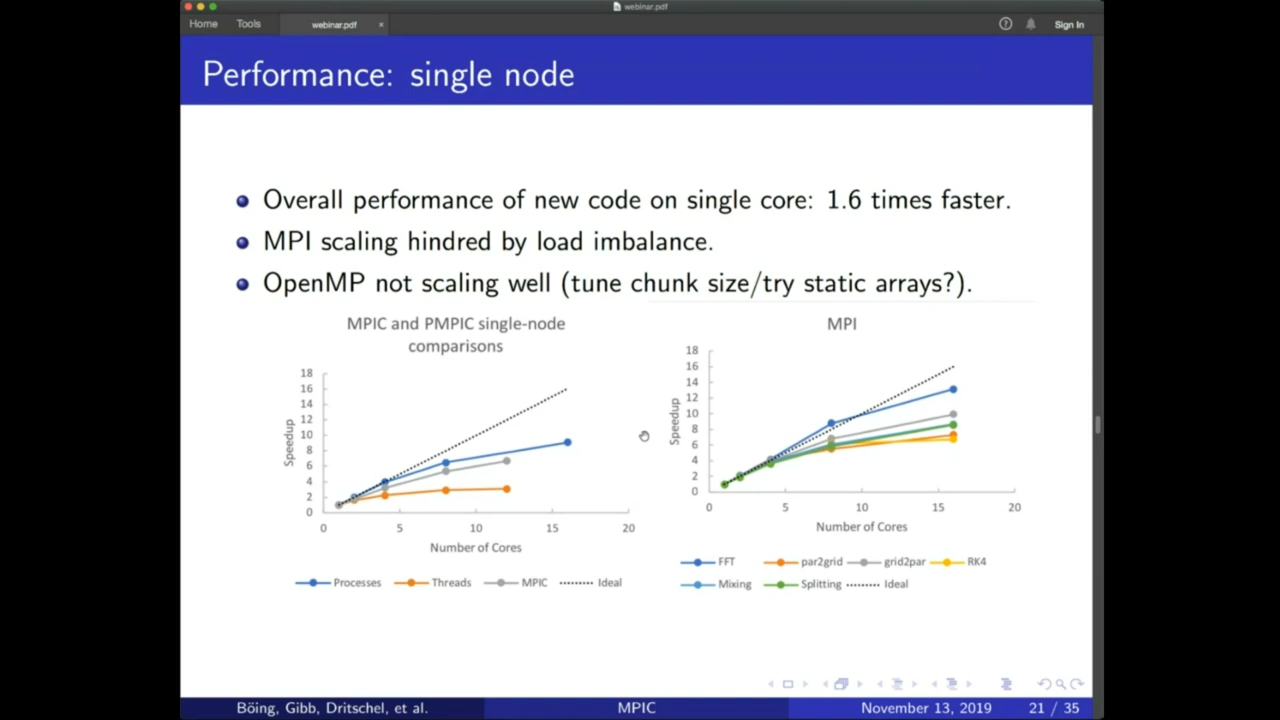 webinar.pdf
Home Tools webinar.pdf × ? Sign In
Performance: single node
Overall performance of new code on single core: 1.6 times faster.
MPI scaling hindred by load imbalance.
OpenMP not scaling well (tune chunk size/try static arrays?).
MPIC and PMPIC single-node
comparisons
18
16
14
12
10
8
6
4
2
0
Speedup
0 5 10 15 20
Number of Cores
Processes Threads MPIC Ideal
MPI
18
16
14
12
10
8
6
4
2
0
Speedup
0 5 10 15 20
Number of Cores
FFT par2grid grid2par RK4
Mixing Splitting Ideal
Böing, Gibb, Dritschel, et al. MPIC November 13, 2019 21 / 35